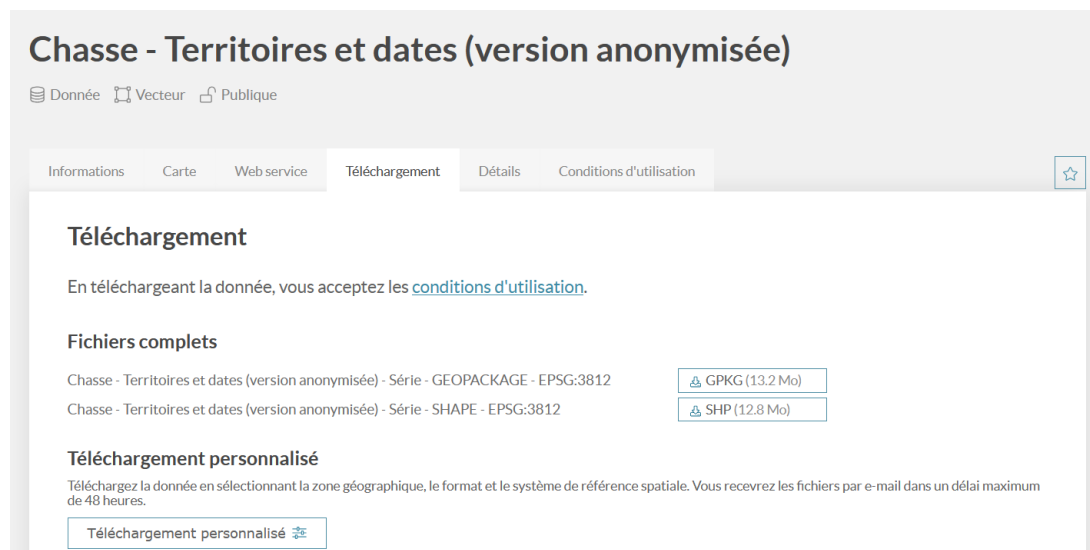 Chasse - Territoires et dates (version anonymisée)
Donnée Vecteur Publique
Informations Carte Web service Téléchargement Détails Conditions d'utilisation
Téléchargement
En téléchargeant la donnée, vous acceptez les conditions d'utilisation.
Fichiers complets
Chasse - Territoires et dates (version anonymisée) - Série - GEOPACKAGE - EPSG:3812 GPKG (13.2 Mo)
Chasse - Territoires et dates (version anonymisée) - Série - SHAPE - EPSG:3812 SHP (12.8 Mo)
Téléchargement personnalisé
Téléchargez la donnée en sélectionnant la zone géographique, le format et le système de référence spatiale. Vous recevrez les fichiers par e-mail dans un délai maximum
de 48 heures.
Téléchargement personnalisé